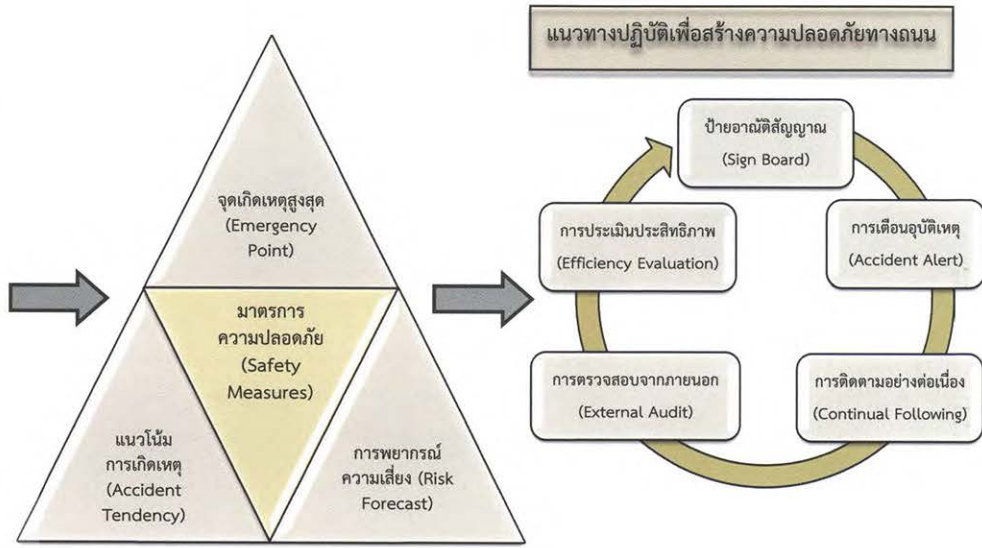 แนวทางปฏิบัติเพื่อสร้างความปลอดภัยทางถนน
จุดเกิดเหตุสูงสุด
(Emergency
Point)
มาตรการ
ความปลอดภัย
(Safety
Measures)
แนวโน้ม
การเกิดเหตุ
(Accident
Tendency)
การพยากรณ์
ความเสี่ยง (Risk
Forecast)
ป้ายอาณัติสัญญาณ
(Sign Board)
การเตือนอุบัติเหตุ
(Accident Alert)
การติดตามอย่างต่อเนื่อง
(Continual Following)
การตรวจสอบจากภายนอก
(External Audit)
การประเมินประสิทธิภาพ
(Efficiency Evaluation)